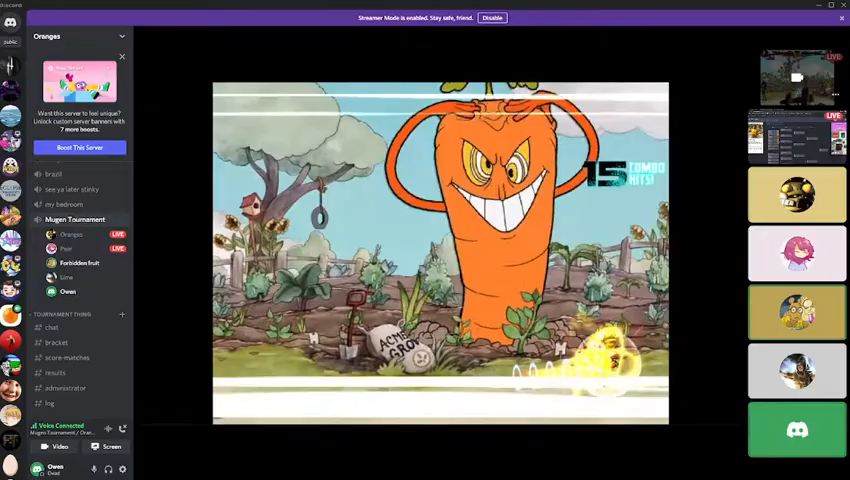 Discord
Streamer Mode is enabled. Stay safe, friend.
Disable
public
Oranges
Want this server to feel unique?
Unlock custom server banners with
7 more boosts.
Boost This Server
brazil
see ya later stinky
my bedroom
Mugen Tournament
Oranges
LIVE
Pear
LIVE
Forbidden fruit
Lime
Owen
TOURNAMENT THING
chat
bracket
score-matches
results
administrator
log
Voice Connected
Mugen Tournament / Oran...
Video
Screen
Owen
Dead
15 COMBO
HITS!
ACME
GROW
LIVE
LIVE